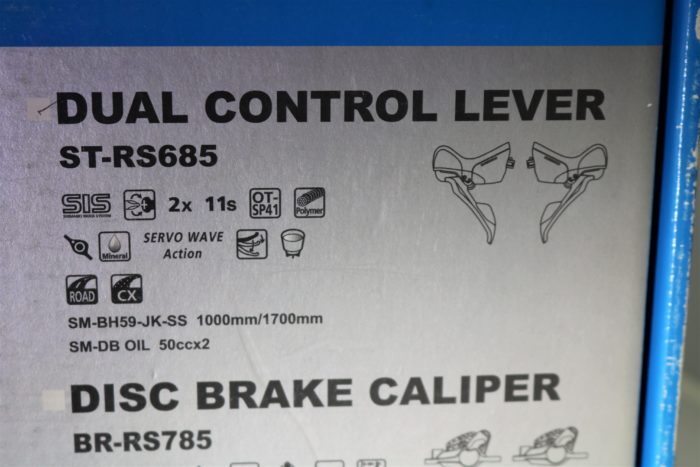 DUAL CONTROL LEVER
ST-RS685
SIS 2x 11s OT-SP41 Polymer
Mineral SERVO WAVE Action
ROAD CX
SM-BH59-JK-SS 1000mm/1700mm
SM-DB OIL 50ccx2
DISC BRAKE CALIPER
BR-RS785